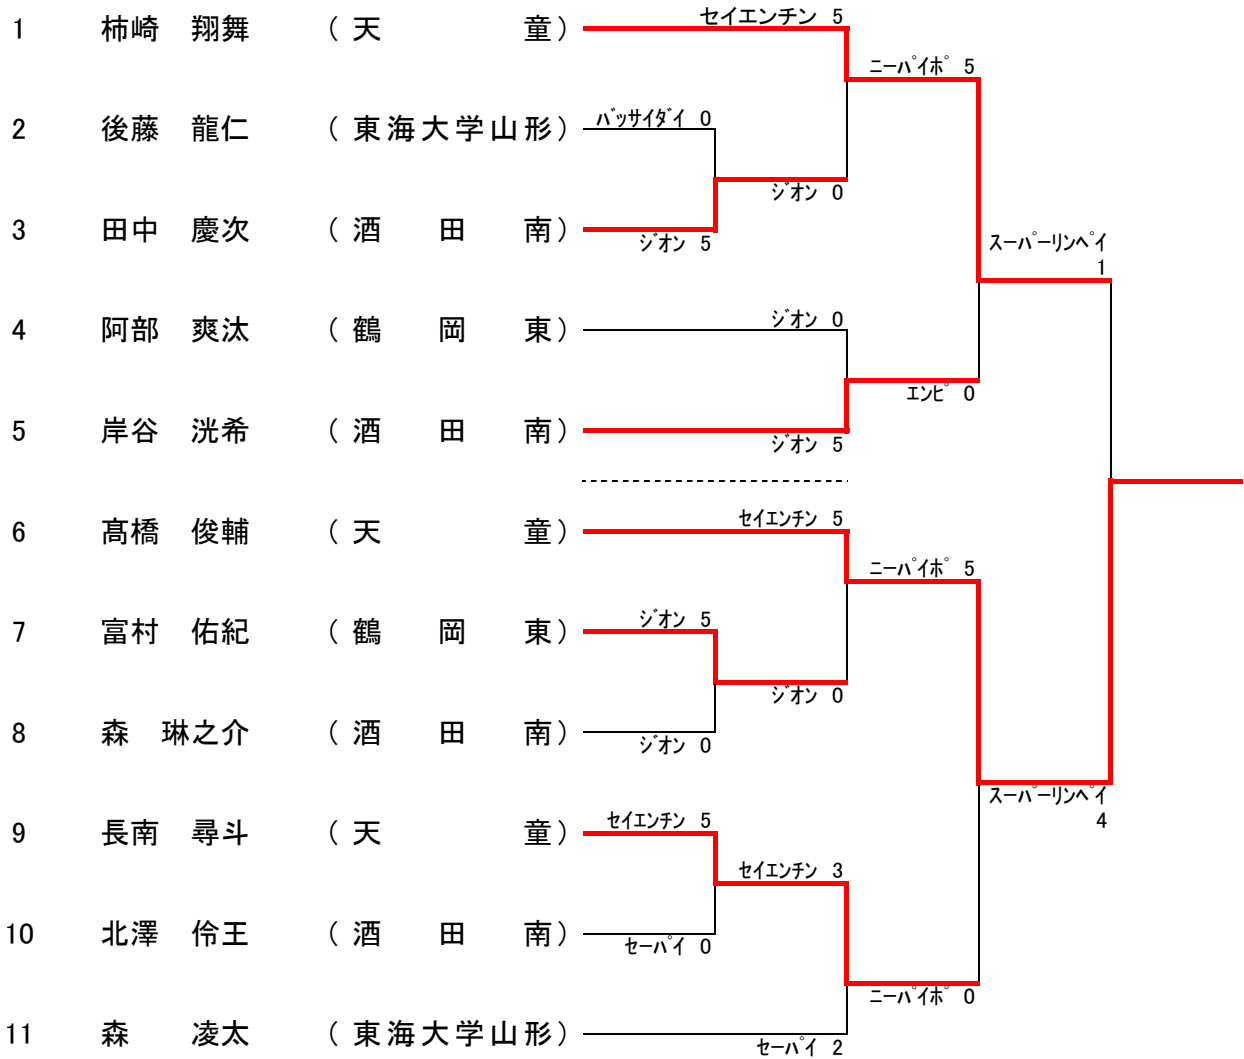 1 柿崎 翔舞 (天 童) セイエンチン 5
ニーパイポ 5
2 後藤 龍仁 (東海大学山形) バッサイダイ 0
ジオン 0
3 田中 慶次 (酒 田 南) ジオン 5
スーパーリンペイ
1
4 阿部 爽汰 (鶴 岡 東) ジオン 0
エンピ 0
5 岸谷 洸希 (酒 田 南) ジオン 5
6 髙橋 俊輔 (天 童) セイエンチン 5
ニーパイポ 5
7 富村 佑紀 (鶴 岡 東) ジオン 5
ジオン 0
8 森 琳之介 (酒 田 南) ジオン 0
スーパーリンペイ
4
9 長南 尋斗 (天 童) セイエンチン 5
セイエンチン 3
10 北澤 伶王 (酒 田 南) セーパイ 0
ニーパイポ 0
11 森 凌太 (東海大学山形) セーパイ 2